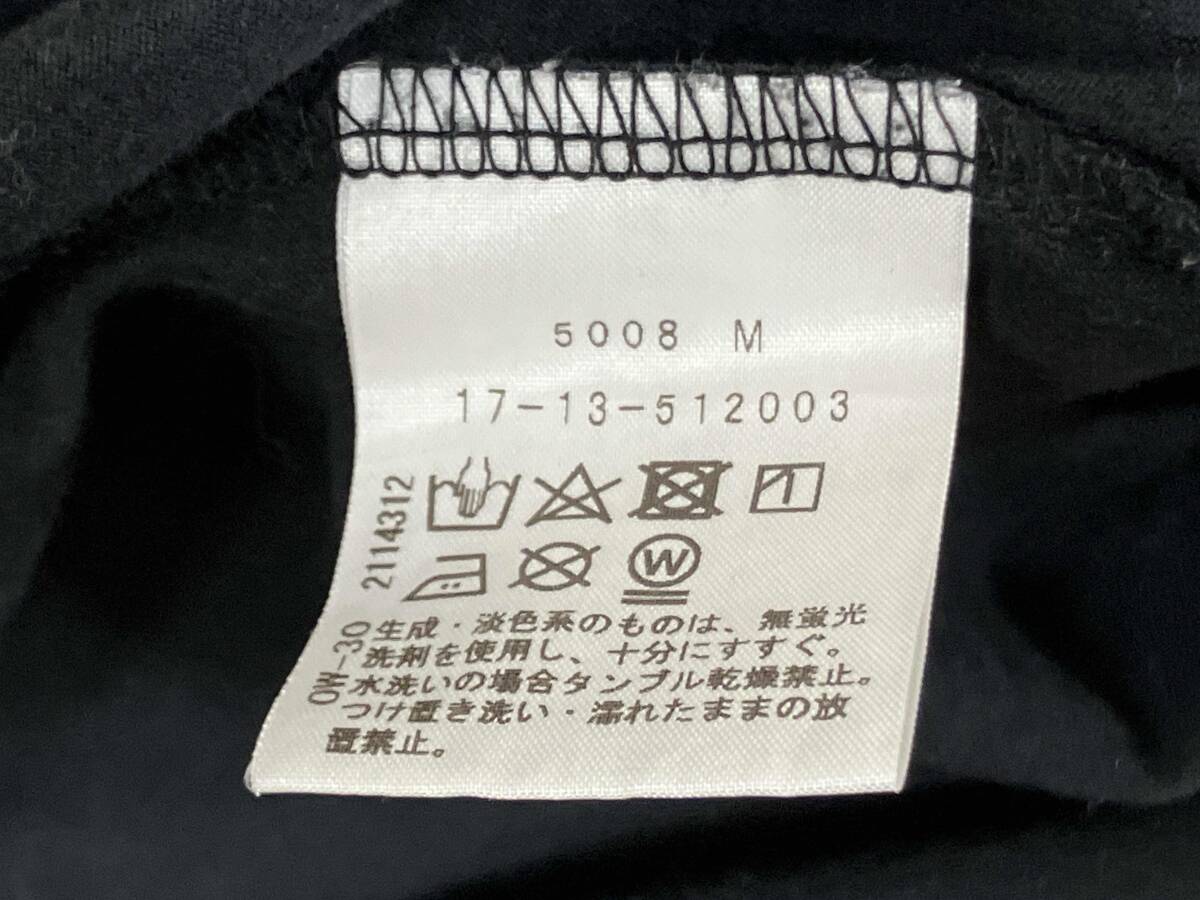 5008 M
17-13-512003
2114312
W
OW-30
生成・淡色系のものは、無蛍光
洗剤を使用し、十分にすすぐ。
水洗いの場合タンブル乾燥禁止。
つけ置き洗い・濡れたままの放
置禁止。